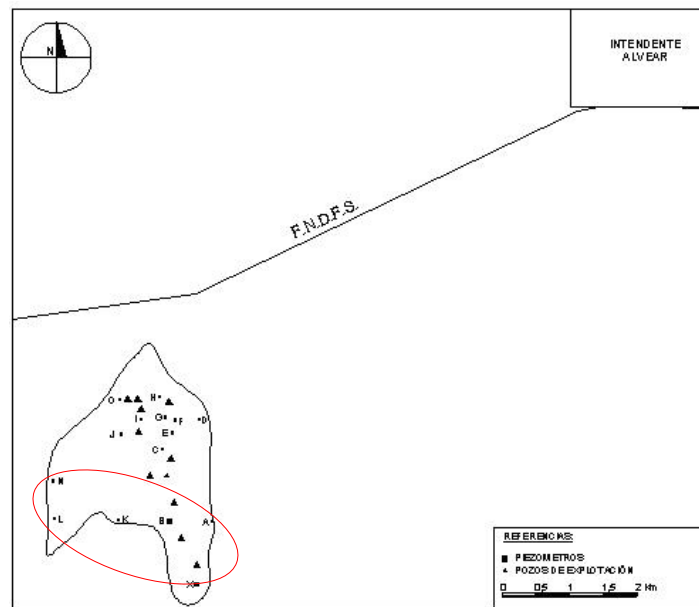 N
INTENDENTE
ALVEAR
F.N.D.F.S.
O
H
I
G
F
D
J
E
C
N
L
K
B
A
X
REFERENCIAS:
PIEZOMETROS
POZOS DE EXPLOTACIÓN
0 0,5 1 1,5 2 Km